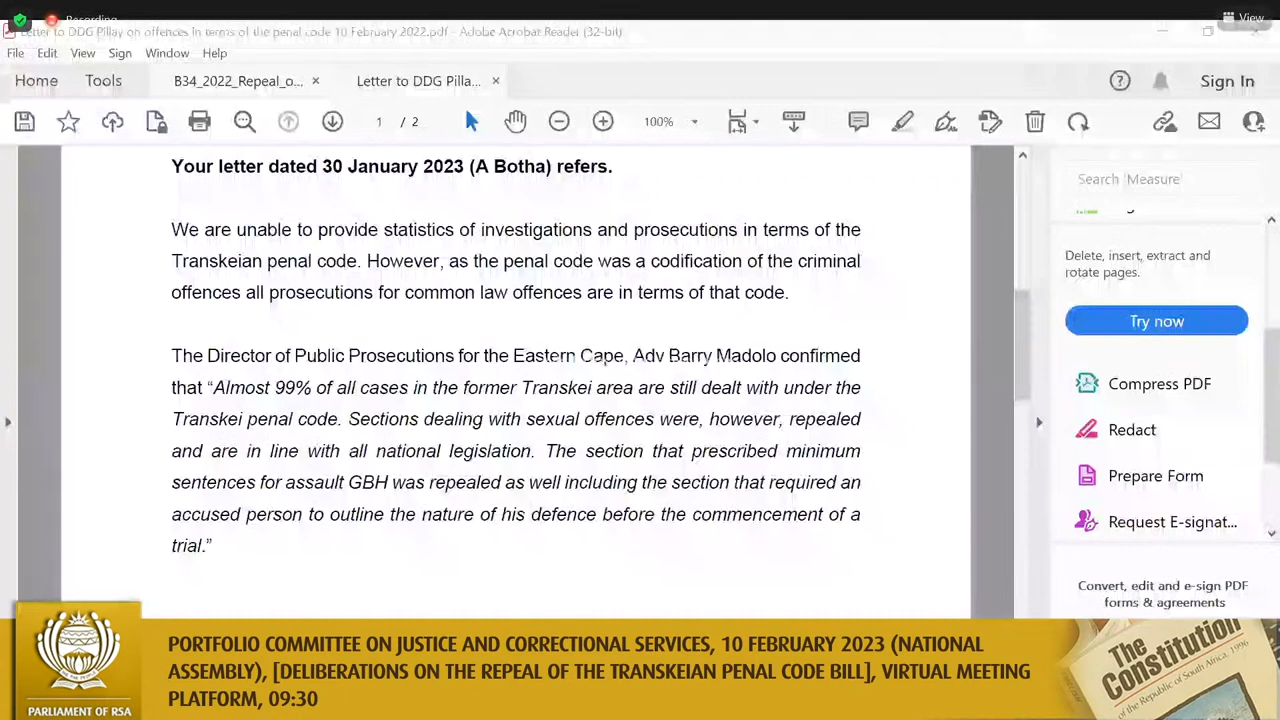 Recording
View
Letter to DDG Pillay on offences in terms of the penal code 10 February 2022.pdf - Adobe Acrobat Reader (32-bit)
File Edit View Sign Window Help
Home Tools B34_2022_Repeal_o... × Letter to DDG Pilla... × Sign In
1 / 2 100%
Your letter dated 30 January 2023 (A Botha) refers.
Search 'Measure'
We are unable to provide statistics of investigations and prosecutions in terms of the
Transkeian penal code. However, as the penal code was a codification of the criminal
offences all prosecutions for common law offences are in terms of that code.
Delete, insert, extract and
rotate pages.
Try now
The Director of Public Prosecutions for the Eastern Cape, Adv Barry Madolo confirmed
that “Almost 99% of all cases in the former Transkei area are still dealt with under the
Transkei penal code. Sections dealing with sexual offences were, however, repealed
and are in line with all national legislation. The section that prescribed minimum
sentences for assault GBH was repealed as well including the section that required an
accused person to outline the nature of his defence before the commencement of a
trial.”
Compress PDF
Redact
Prepare Form
Request E-signat...
Convert, edit and e-sign PDF
forms & agreements
PORTFOLIO COMMITTEE ON JUSTICE AND CORRECTIONAL SERVICES, 10 FEBRUARY 2023 (NATIONAL
ASSEMBLY), [DELIBERATIONS ON THE REPEAL OF THE TRANSKEIAN PENAL CODE BILL], VIRTUAL MEETING
PLATFORM, 09:30
PARLIAMENT OF RSA
The
Constitution
of the Republic of South Africa, 1996